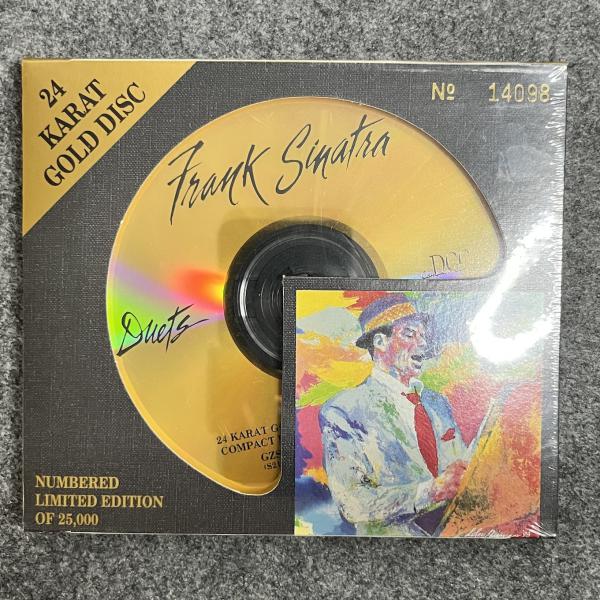 24
KARAT
GOLD DISC
Nº 14098
Frank Sinatra
DCC
Duets
24 KARAT G
COMPACT
GZS
NUMBERED
LIMITED EDITION
OF 25,000